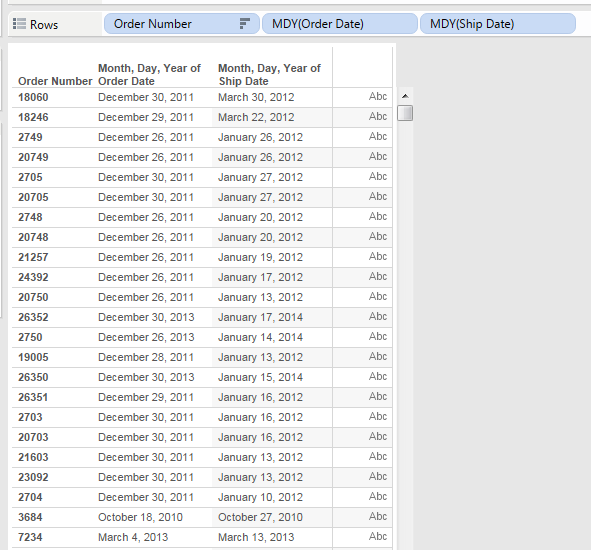 Rows Order Number MDY(Order Date) MDY(Ship Date)
Month, Day, Year of Month, Day, Year of
Order Number Order Date Ship Date
18060 December 30, 2011 March 30, 2012 Abc
18246 December 29, 2011 March 22, 2012 Abc
2749 December 26, 2011 January 26, 2012 Abc
20749 December 26, 2011 January 26, 2012 Abc
2705 December 30, 2011 January 27, 2012 Abc
20705 December 30, 2011 January 27, 2012 Abc
2748 December 26, 2011 January 20, 2012 Abc
20748 December 26, 2011 January 20, 2012 Abc
21257 December 26, 2011 January 19, 2012 Abc
24392 December 26, 2011 January 17, 2012 Abc
20750 December 26, 2011 January 13, 2012 Abc
26352 December 30, 2013 January 17, 2014 Abc
2750 December 26, 2013 January 14, 2014 Abc
19005 December 28, 2011 January 13, 2012 Abc
26350 December 30, 2013 January 15, 2014 Abc
26351 December 29, 2011 January 16, 2012 Abc
2703 December 30, 2011 January 16, 2012 Abc
20703 December 30, 2011 January 16, 2012 Abc
21603 December 30, 2011 January 13, 2012 Abc
23092 December 30, 2011 January 13, 2012 Abc
2704 December 30, 2011 January 10, 2012 Abc
3684 October 18, 2010 October 27, 2010 Abc
7234 March 4, 2013 March 13, 2013 Abc